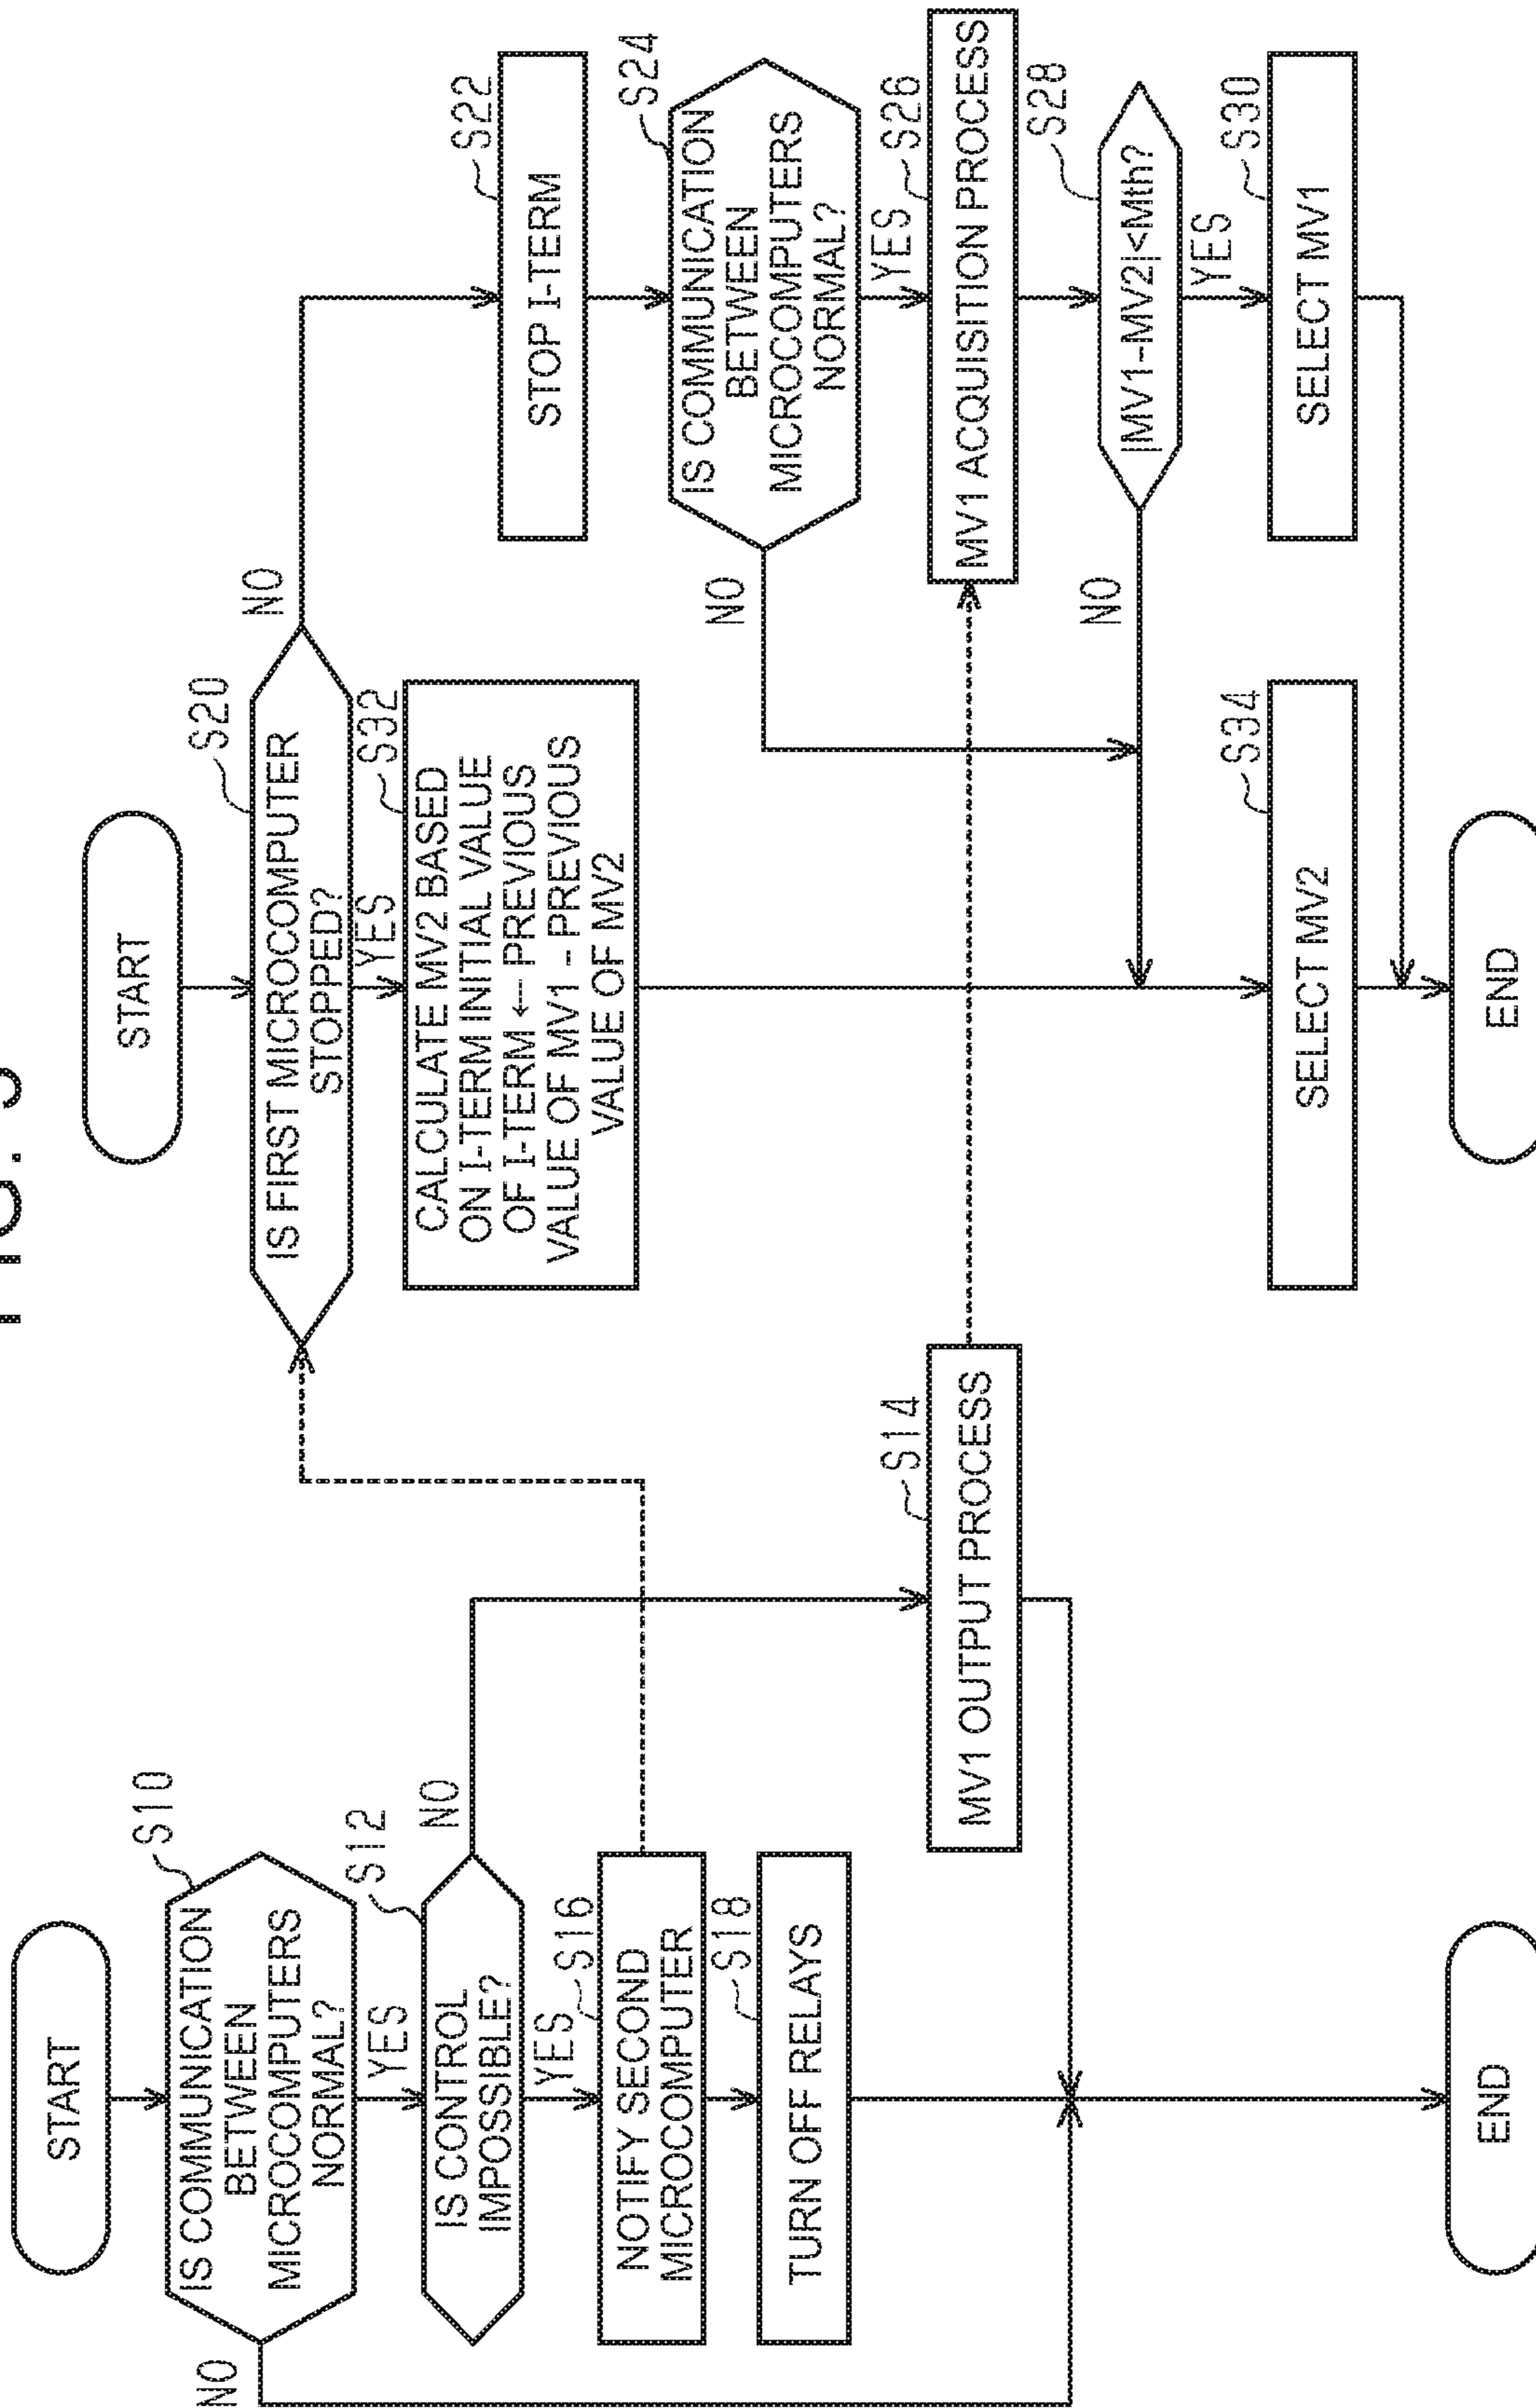 START
IS COMMUNICATION
BETWEEN
MICROCOMPUTERS
NORMAL?
S10
NO
YES
IS CONTROL
IMPOSSIBLE?
S12
NO
YES
NOTIFY SECOND
MICROCOMPUTER
S16
TURN OFF RELAYS
S18
MV1 OUTPUT PROCESS
S14
END
START
IS FIRST MICROCOMPUTER
STOPPED?
S20
NO
YES
CALCULATE MV2 BASED
ON I-TERM INITIAL VALUE
OF I-TERM ← PREVIOUS
VALUE OF MV1 - PREVIOUS
VALUE OF MV2
S32
STOP I-TERM
S22
IS COMMUNICATION
BETWEEN
MICROCOMPUTERS
NORMAL?
S24
NO
YES
MV1 ACQUISITION PROCESS
S26
|MV1-MV2|<Mth?
S28
NO
YES
SELECT MV1
S30
SELECT MV2
S34
END